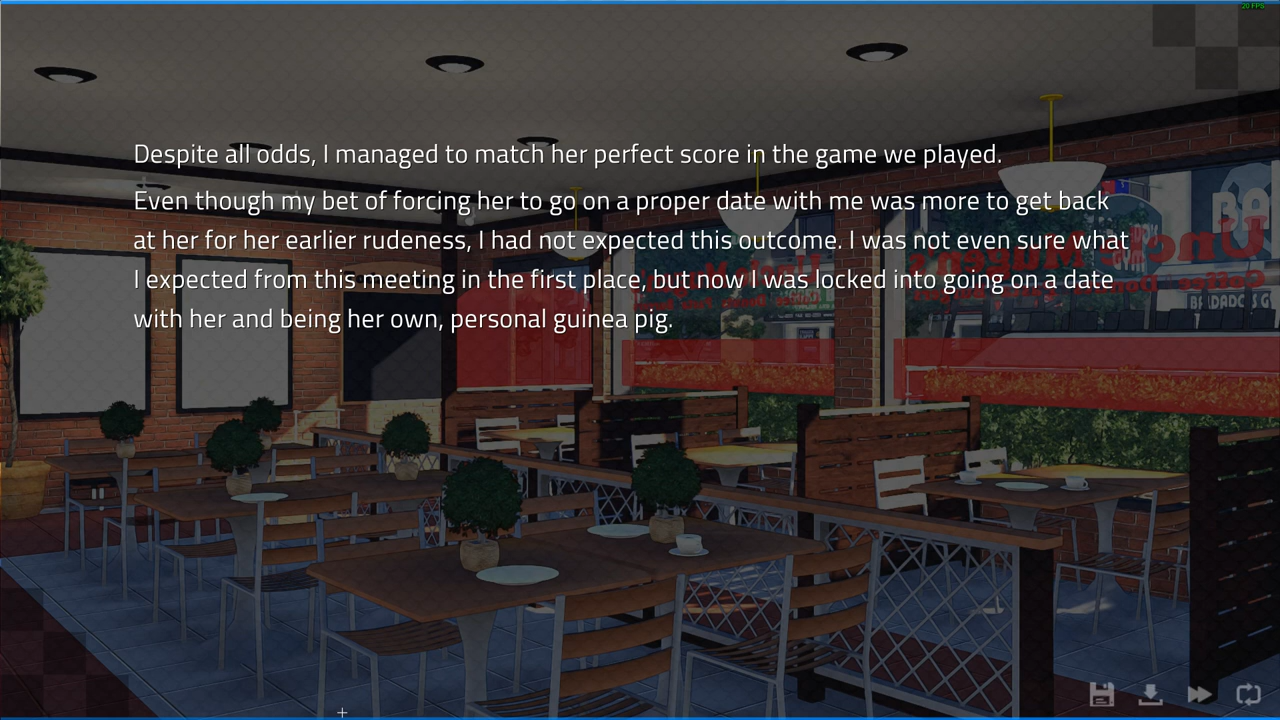 20 FPS
Despite all odds, I managed to match her perfect score in the game we played.
Even though my bet of forcing her to go on a proper date with me was more to get back
at her for her earlier rudeness, I had not expected this outcome. I was not even sure what
I expected from this meeting in the first place, but now I was locked into going on a date
with her and being her own, personal guinea pig.